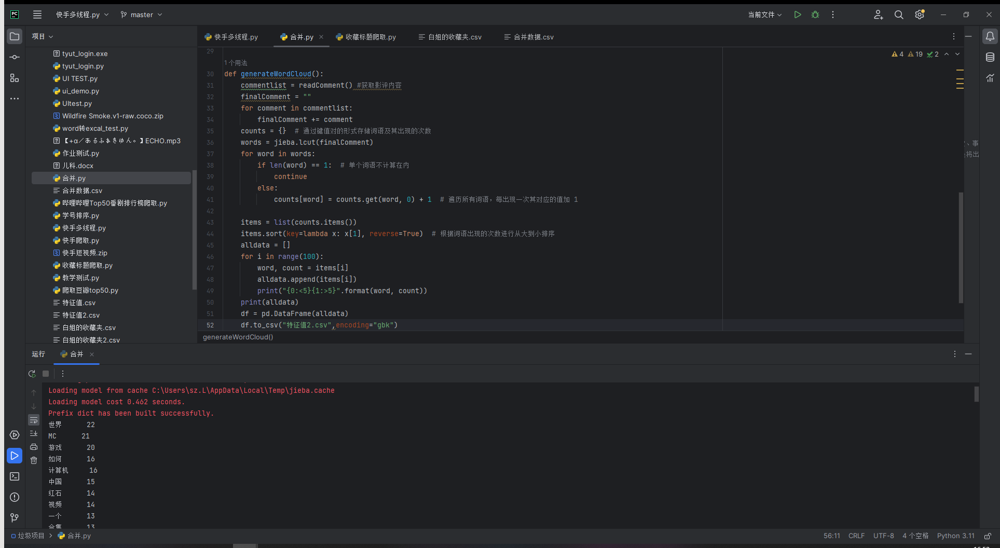 PC
快手多线程.py
master
当前文件
项目
快手多线程.py
合并.py
收藏标题爬取.py
白姐的收藏夹.csv
合并数据.csv
tyut_login.exe
tyut_login.py
UI TEST.py
ui_demo.py
UItest.py
Wildfire Smoke.v1-raw.coco.zip
word转excal_test.py
【+α／あるふぁきゅん。】ECHO.mp3
作业测试.py
儿科.docx
合并.py
合并数据.csv
哔哩哔哩Top50番剧排行榜爬取.py
学号排序.py
快手多线程.py
快手爬取.py
快手短视频.zip
收藏标题爬取.py
教学测试.py
爬取豆瓣top50.py
特征值.csv
特征值2.csv
白姐的收藏夹.csv
白姐的收藏夹2.csv
4 19 2
29
1 个用法
30 def generateWordCloud():
31 commentlist = readComment() #获取影评内容
32 finalComment = ""
33 for comment in commentlist:
34 finalComment += comment
35 counts = {}  # 通过键值对的形式存储词语及其出现的次数
36 words = jieba.lcut(finalComment)
37 for word in words:
38 if len(word) == 1:  # 单个词语不计算在内
39 continue
40 else:
41 counts[word] = counts.get(word, 0) + 1  # 遍历所有词语，每出现一次其对应的值加 1
42
43 items = list(counts.items())
44 items.sort(key=lambda x: x[1], reverse=True)  # 根据词语出现的次数进行从大到小排序
45 alldata = []
46 for i in range(100):
47 word, count = items[i]
48 alldata.append(items[i])
49 print("{0:<5}{1:>5}".format(word, count))
50 print(alldata)
51 df = pd.DataFrame(alldata)
52 df.to_csv("特征值2.csv",encoding="gbk")
、事
将出
generateWordCloud()
运行
合并
Loading model from cache C:\Users\sz.L\AppData\Local\Temp\jieba.cache
Loading model cost 0.462 seconds.
Prefix dict has been built successfully.
世界 22
MC 21
游戏 20
如何 16
计算机 16
中国 15
红石 14
视频 14
一个 13
合集 13
垃圾项目
合并.py
56:11 CRLF UTF-8 4 个空格 Python 3.11